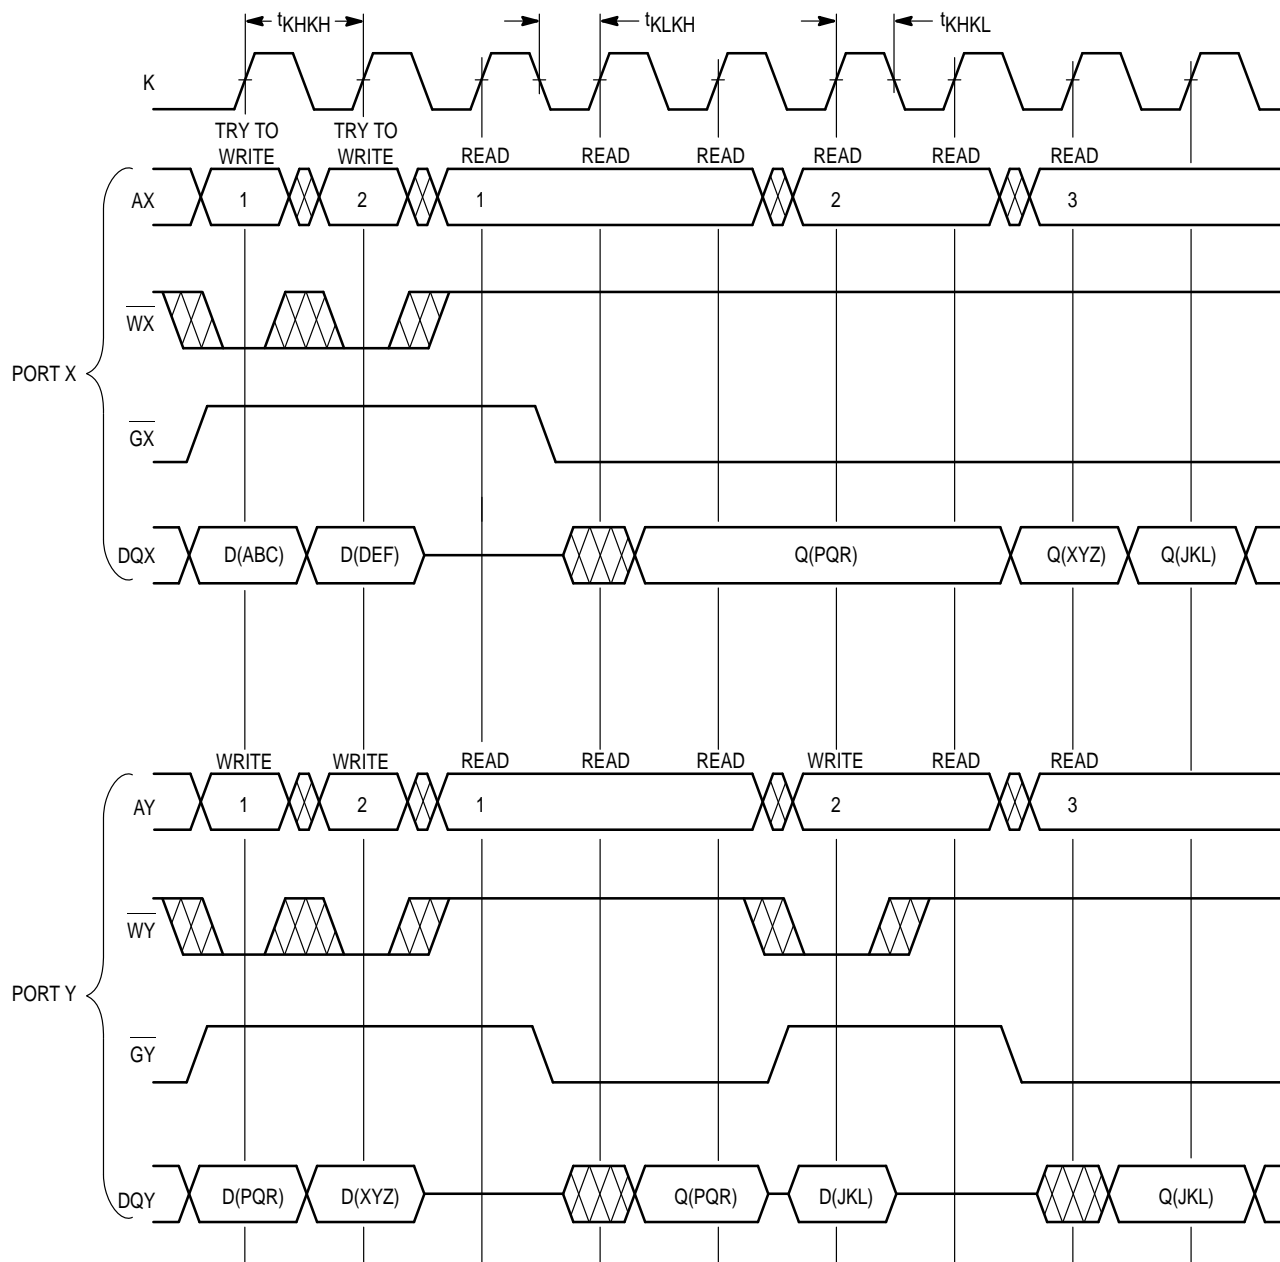 tKHKH
tKLKH
tKHKL
K
TRY TO WRITE
TRY TO WRITE
READ
READ
READ
READ
READ
READ
AX
1
2
1
2
3
WX
PORT X
GX
DQX
D(ABC)
D(DEF)
Q(PQR)
Q(XYZ)
Q(JKL)
WRITE
WRITE
READ
READ
READ
WRITE
READ
READ
AY
1
2
1
2
3
WY
PORT Y
GY
DQY
D(PQR)
D(XYZ)
Q(PQR)
D(JKL)
Q(JKL)